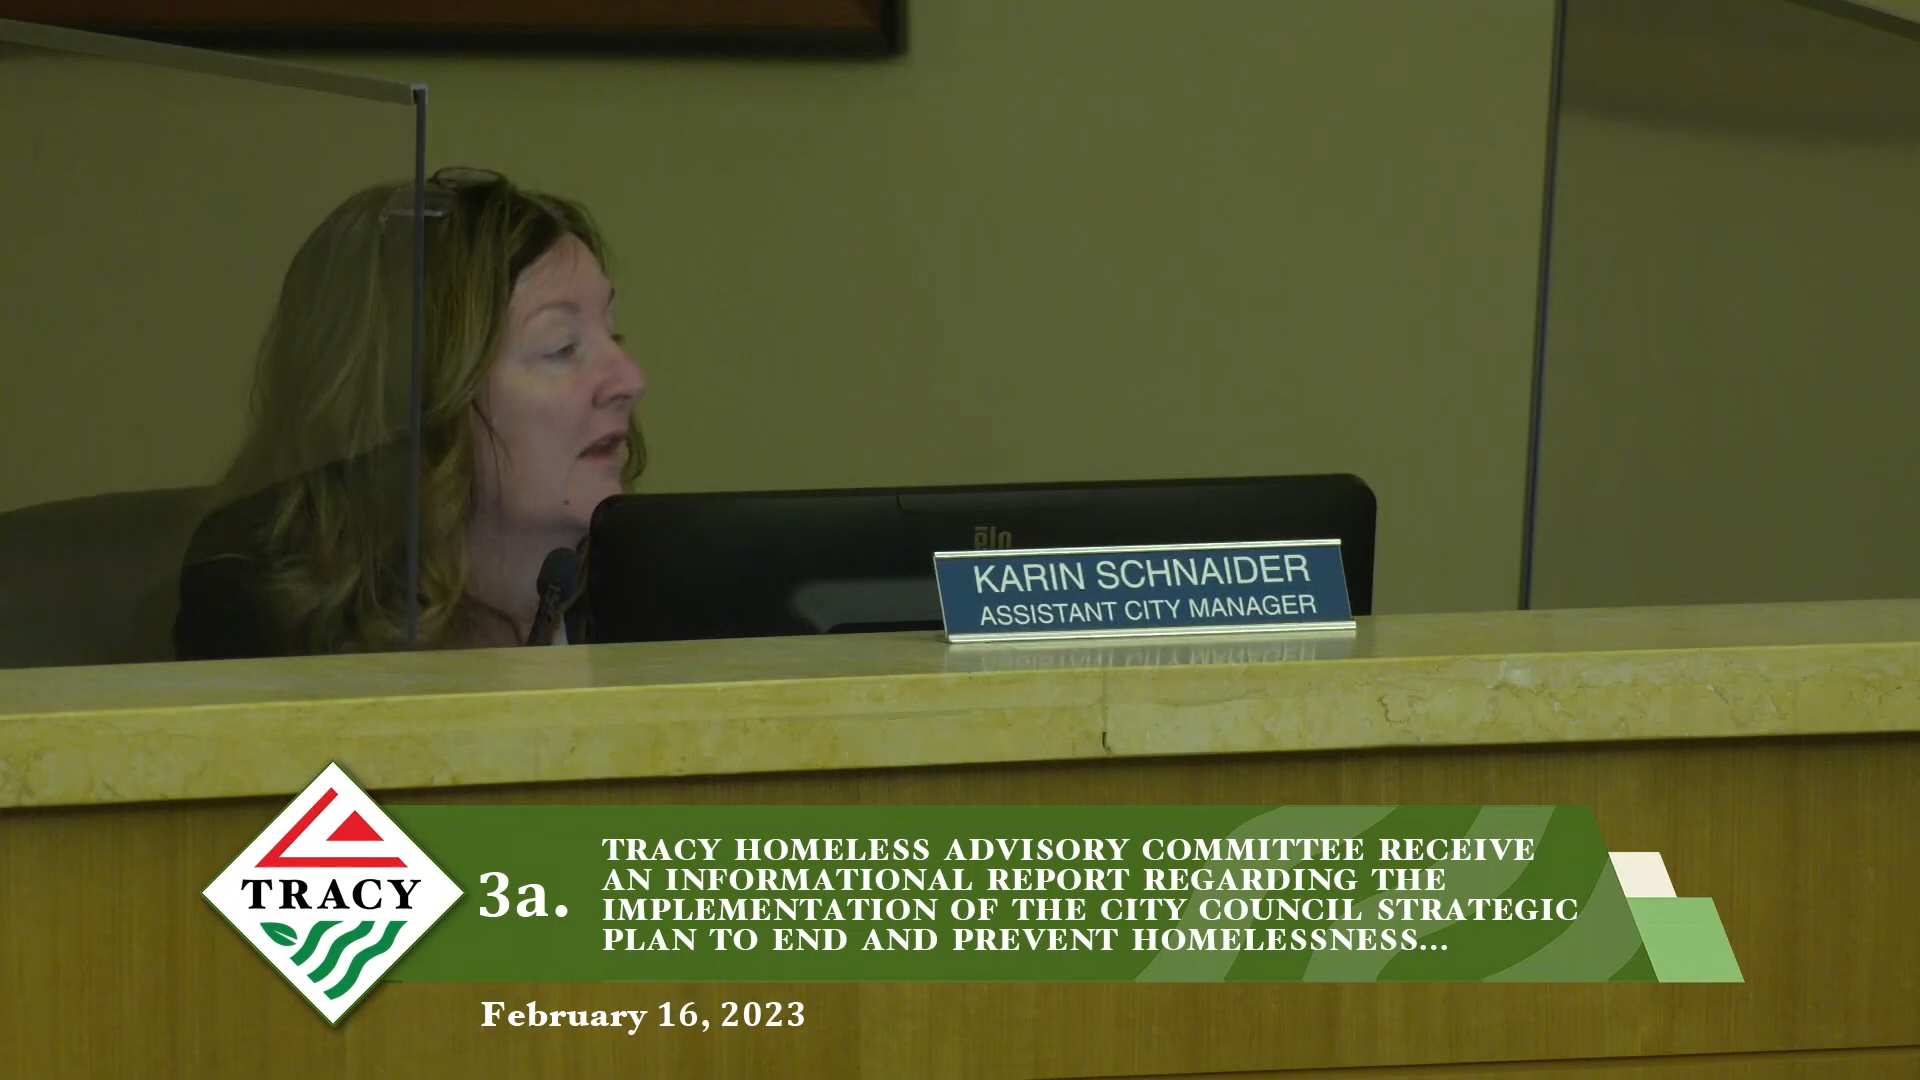 ēlo
KARIN SCHNAIDER
ASSISTANT CITY MANAGER
TRACY
3a.
TRACY HOMELESS ADVISORY COMMITTEE RECEIVE
AN INFORMATIONAL REPORT REGARDING THE
IMPLEMENTATION OF THE CITY COUNCIL STRATEGIC
PLAN TO END AND PREVENT HOMELESSNESS...
February 16, 2023